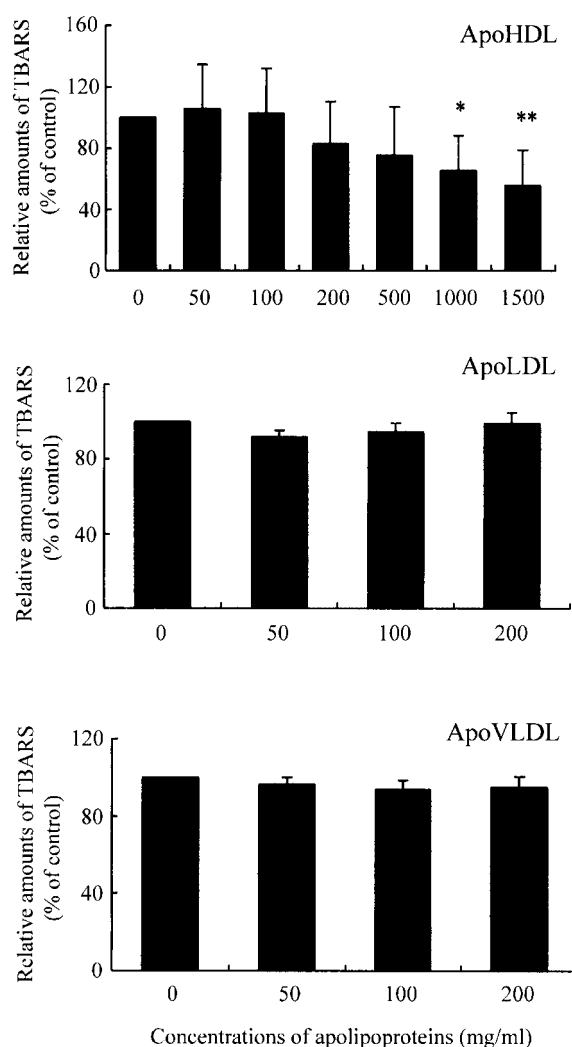 ApoHDL
Relative amounts of TBARS
(% of control)
160
120
80
40
0
*
**
0 50 100 200 500 1000 1500
ApoLDL
Relative amounts of TBARS
(% of control)
120
80
40
0
0 50 100 200
ApoVLDL
Relative amounts of TBARS
(% of control)
120
80
40
0
0 50 100 200
Concentrations of apolipoproteins (mg/ml)